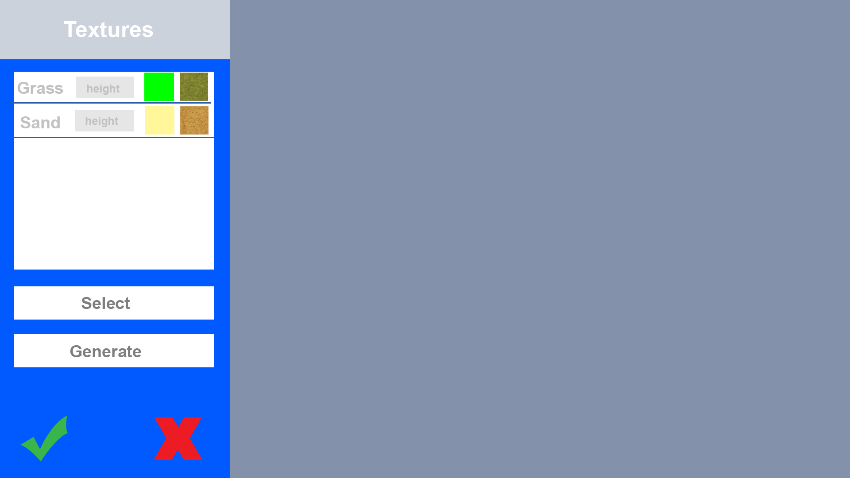 Textures
Grass height
Sand height
Select
Generate